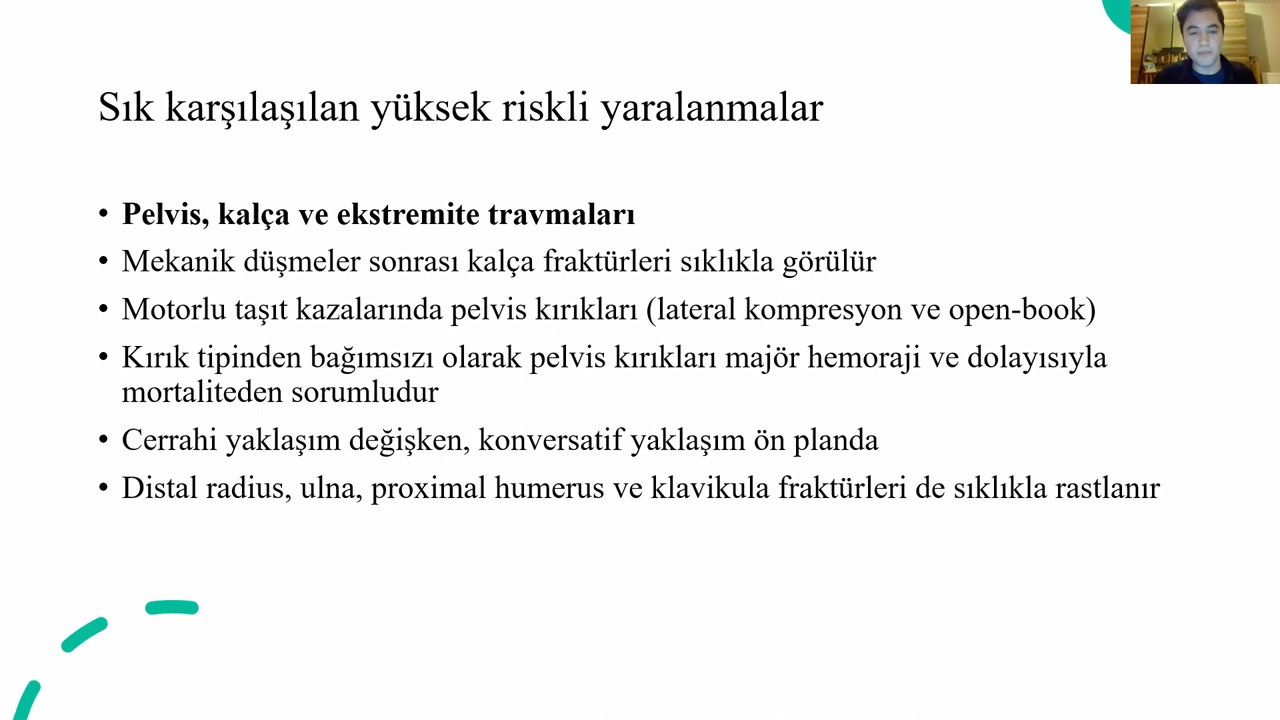 Sık karşılaşılan yüksek riskli yaralanmalar
• Pelvis, kalça ve ekstremite travmaları
• Mekanik düşmeler sonrası kalça fraktürleri sıklıkla görülür
• Motorlu taşıt kazalarında pelvis kırıkları (lateral kompresyon ve open-book)
• Kırık tipinden bağımsızı olarak pelvis kırıkları majör hemoraji ve dolayısıyla
mortaliteden sorumludur
• Cerrahi yaklaşım değişken, konversatif yaklaşım ön planda
• Distal radius, ulna, proximal humerus ve klavikula fraktürleri de sıklıkla rastlanır